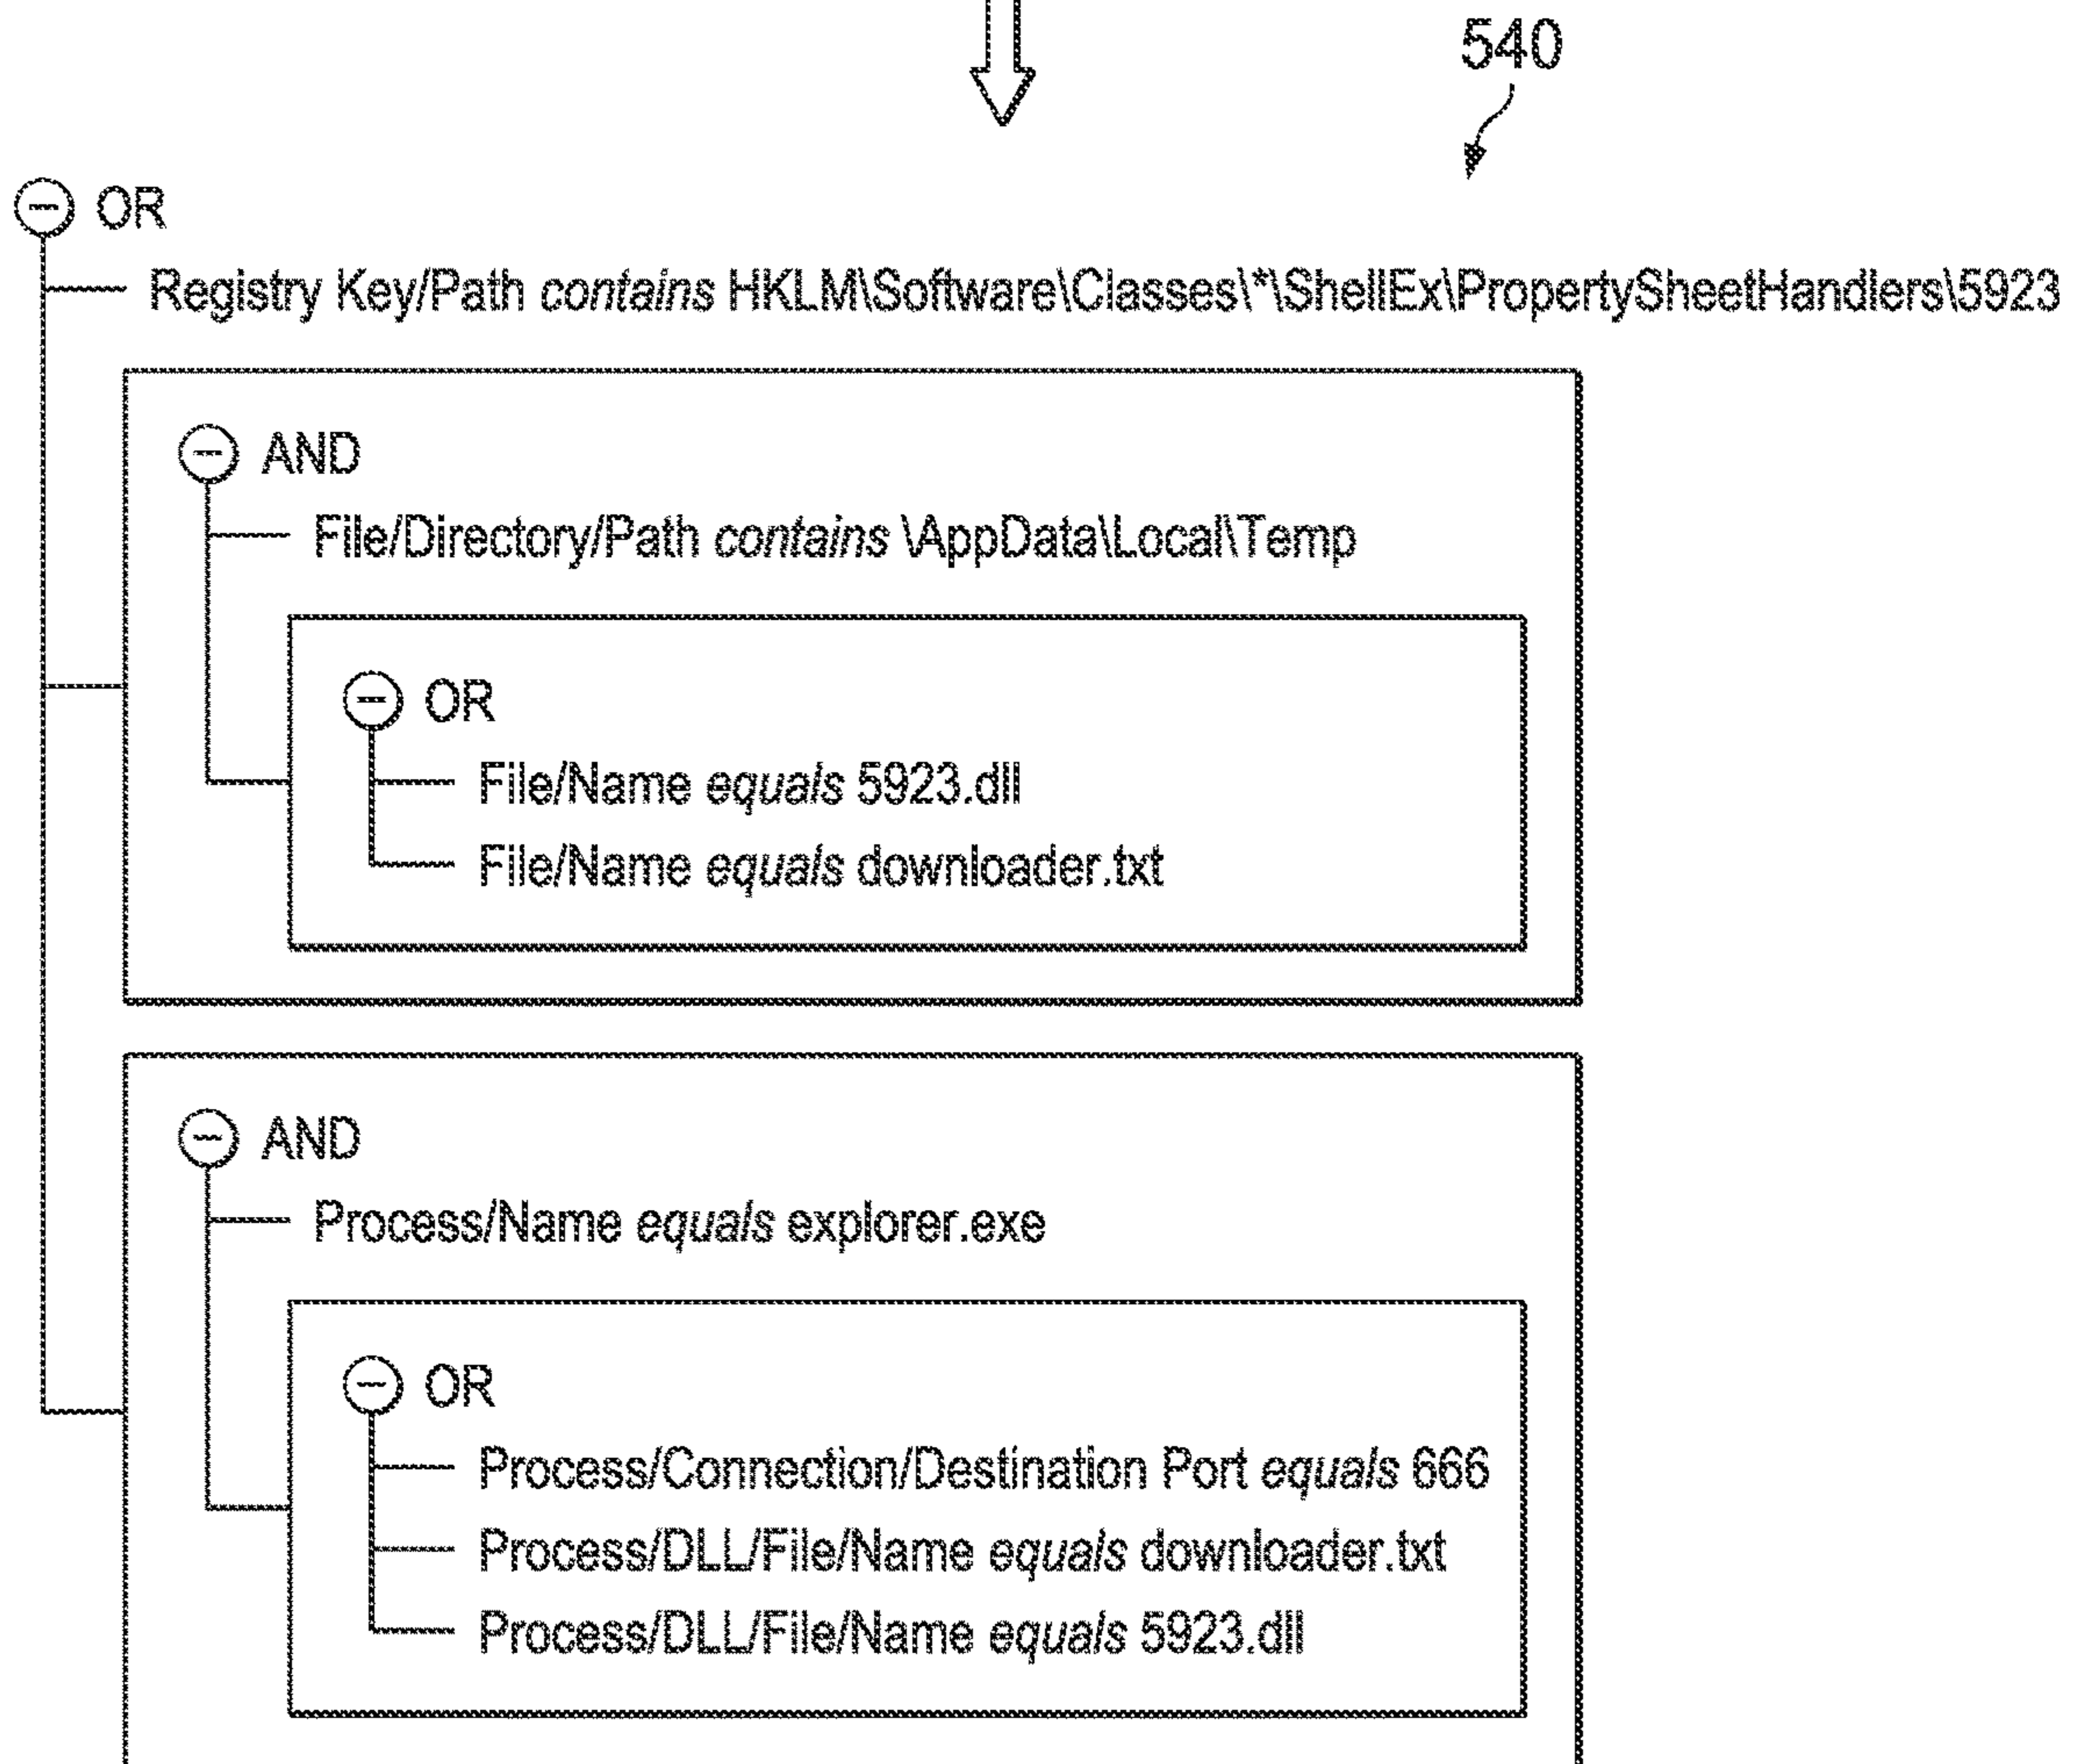 540
OR
Registry Key/Path contains HKLM\Software\Classes\*\ShellEx\PropertySheetHandlers\5923
AND
File/Directory/Path contains \AppData\Local\Temp
OR
File/Name equals 5923.dll
File/Name equals downloader.txt
AND
Process/Name equals explorer.exe
OR
Process/Connection/Destination Port equals 666
Process/DLL/File/Name equals downloader.txt
Process/DLL/File/Name equals 5923.dll